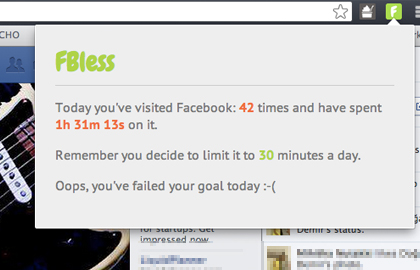 ECHO
FBless
Today you've visited Facebook: 42 times and have spent
1h 31m 13s on it.
Remember you decide to limit it to 30 minutes a day.
Oops, you've failed your goal today :-(
Demir's status.
for startups. Get
impressed now..
LiquidPlanner